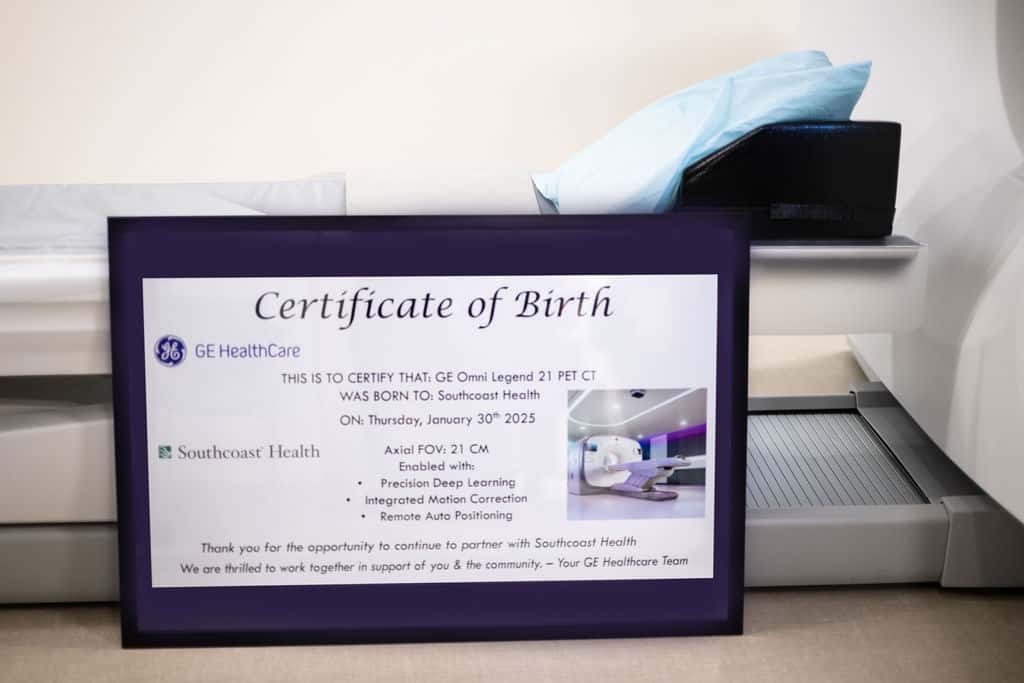 Certificate of Birth
GE HealthCare
THIS IS TO CERTIFY THAT: GE Omni Legend 21 PET CT
WAS BORN TO: Southcoast Health
ON: Thursday, January 30th 2025
Southcoast Health
Axial FOV: 21 CM
Enabled with:
• Precision Deep Learning
• Integrated Motion Correction
• Remote Auto Positioning
Thank you for the opportunity to continue to partner with Southcoast Health
We are thrilled to work together in support of you & the community. – Your GE Healthcare Team